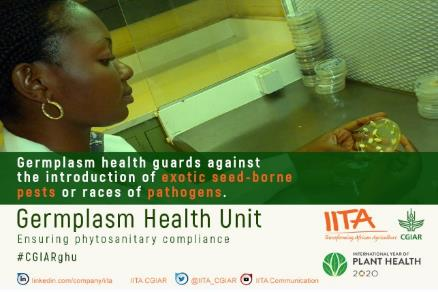 Germplasm health guards against
the introduction of exotic seed-borne
pests or races of pathogens.
Germplasm Health Unit
Ensuring phytosanitary compliance
#CGIARghu
IITA
Transforming African Agriculture
CGIAR
INTERNATIONAL YEAR OF
PLANT HEALTH
2020
linkedin.com/company/iita
IITA.CGIAR
@IITA_CGIAR
IITA Communication